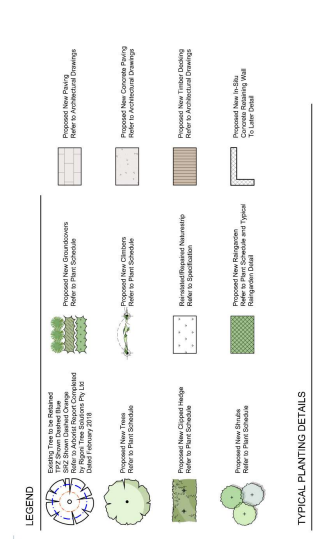 LEGEND
Existing Tree to be Retained
TPZ Shown Dashed Blue
SRZ Shown Dashed Orange
Refer to Arborist Report Completed
by Rigoni Tree Solutions Pty Ltd
Dated February 2018
Proposed New Trees
Refer to Plant Schedule
Proposed New Clipped Hedge
Refer to Plant Schedule
Proposed New Shrubs
Refer to Plant Schedule
Proposed New Groundcovers
Refer to Plant Schedule
Proposed New Climbers
Refer to Plant Schedule
Reinstated/Repaired Naturestrip
Refer to Specification
Proposed New Raingarden
Refer to Plant Schedule and Typical
Raingarden Detail
Proposed New Paving
Refer to Architectural Drawings
Proposed New Concrete Paving
Refer to Architectural Drawings
Proposed New Timber Decking
Refer to Architectural Drawings
Proposed New In-Situ
Concrete Retaining Wall
To Later Detail
TYPICAL PLANTING DETAILS